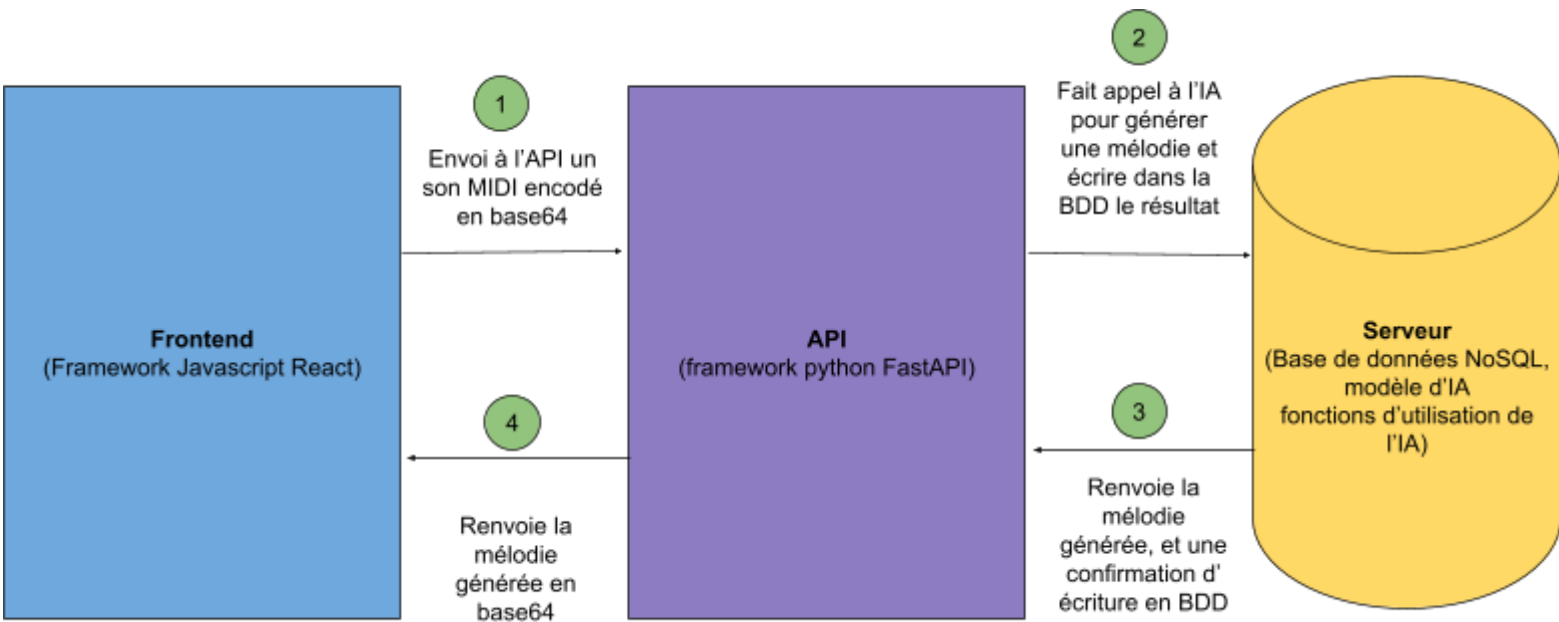 1
Envoi à l'API un
son MIDI encodé
en base64
2
Fait appel à l'IA
pour générer
une mélodie et
écrire dans la
BDD le résultat
Frontend
(Framework Javascript React)
API
(framework python FastAPI)
Serveur
(Base de données NoSQL,
modèle d'IA
fonctions d'utilisation de
l'IA)
3
Renvoie la
mélodie
générée, et une
confirmation d'
écriture en BDD
4
Renvoie la
mélodie
générée en
base64